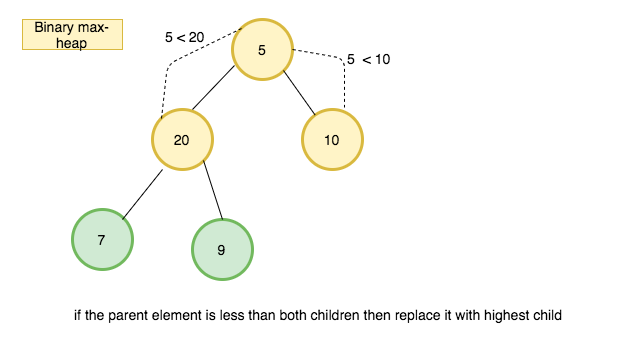 Binary max-
heap
5 < 20
5
5 < 10
20
10
7
9
if the parent element is less than both children then replace it with highest child